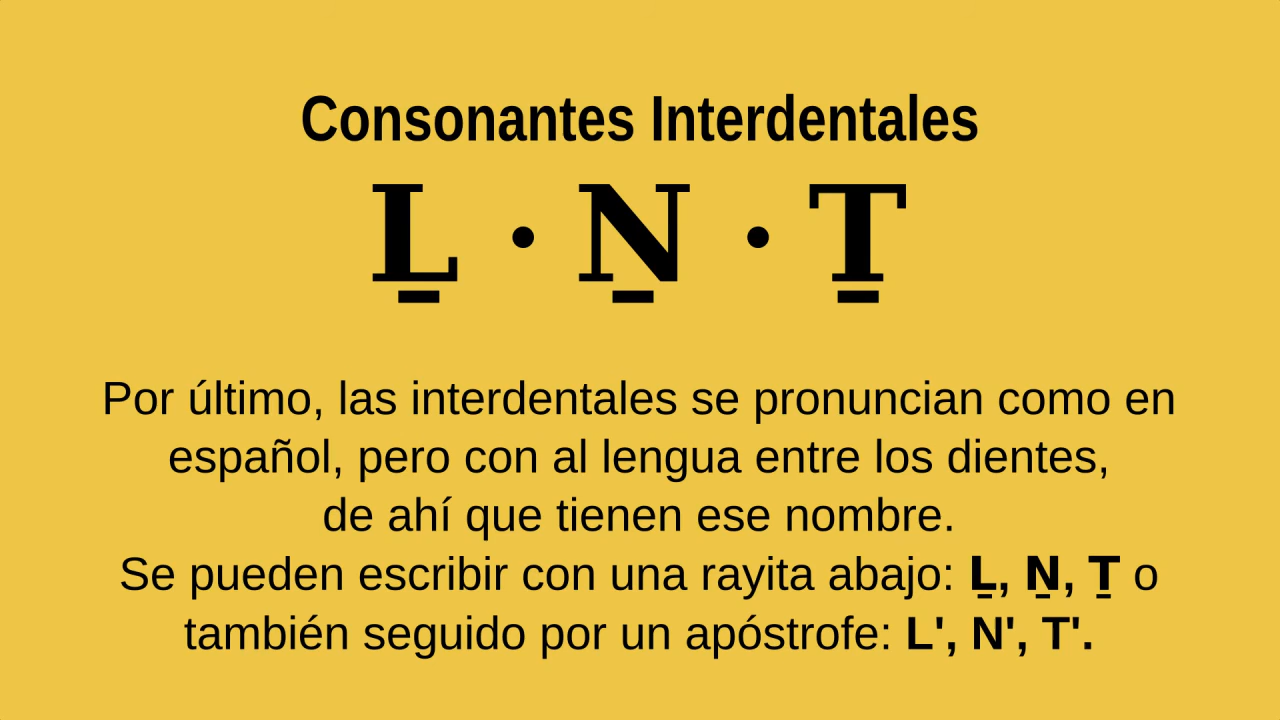 Consonantes Interdentales
Ḻ · Ṉ · Ṯ
Por último, las interdentales se pronuncian como en
español, pero con al lengua entre los dientes,
de ahí que tienen ese nombre.
Se pueden escribir con una rayita abajo: Ḻ, Ṉ, Ṯ o
también seguido por un apóstrofe: L', N', T'.